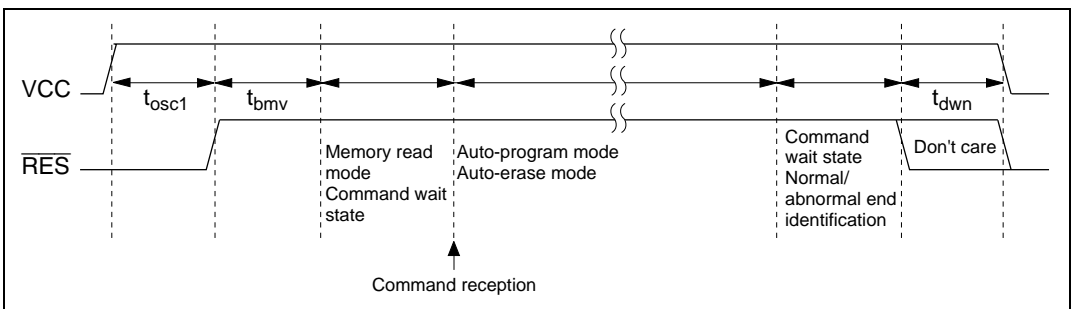 VCC
tosc1
tbmv
tdwn
RES
Memory read
mode
Command wait
state
Auto-program mode
Auto-erase mode
Command
wait state
Normal/
abnormal end
identification
Don't care
Command reception